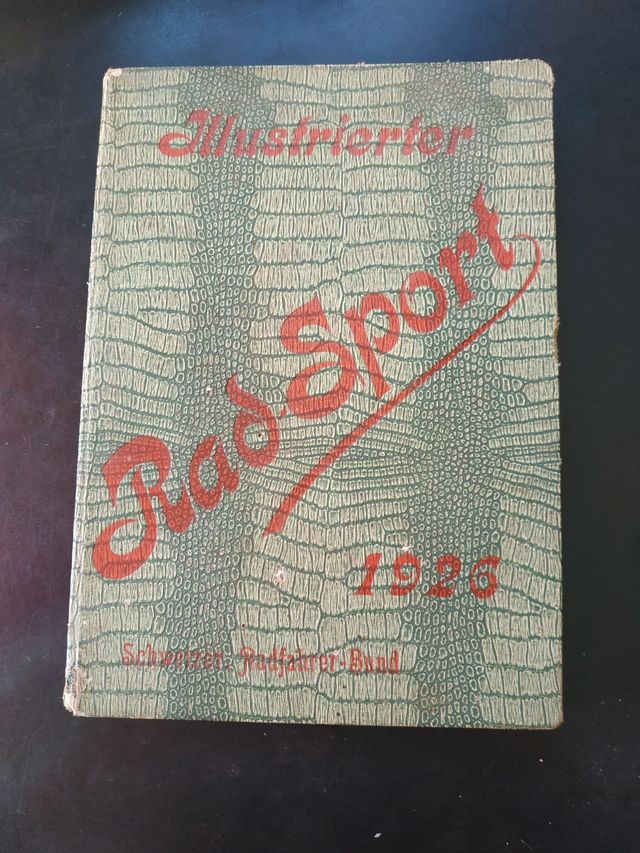 Illustrierter
Rad-Sport
1926
Schweizer. Radfahrer-Bund